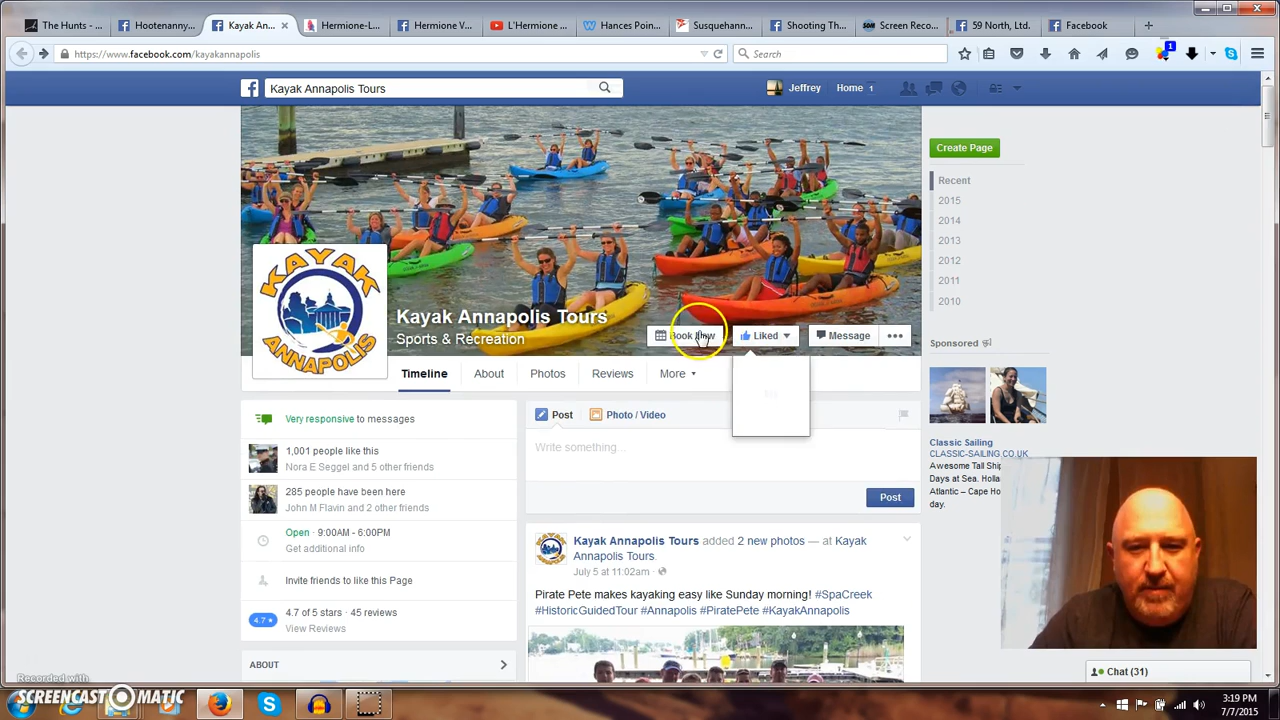 The Hunts - ...
Hootenanny...
Kayak An...
Hermione-L...
Hermione V...
L'Hermione ...
Hances Poin...
Susquehann...
Shooting Th...
Screen Reco...
59 North, Ltd.
Facebook
https://www.facebook.com/kayakannapolis
Search
1
Kayak Annapolis Tours
Jeffrey
Home 1
Create Page
Recent
2015
2014
2013
2012
2011
2010
KAYAK
ANNAPOLIS
Kayak Annapolis Tours
Sports & Recreation
Book Now
Liked
Message
Timeline
About
Photos
Reviews
More
Sponsored
Very responsive to messages
1,001 people like this
Nora E Seggel and 5 other friends
285 people have been here
John M Flavin and 2 other friends
Open · 9:00AM - 6:00PM
Get additional info
Invite friends to like this Page
4.7
4.7 of 5 stars · 45 reviews
View Reviews
ABOUT
Post
Photo / Video
Write something...
Post
Kayak Annapolis Tours added 2 new photos — at Kayak
Annapolis Tours.
July 5 at 11:02am
Pirate Pete makes kayaking easy like Sunday morning! #SpaCreek
#HistoricGuidedTour #Annapolis #PiratePete #KayakAnnapolis
Classic Sailing
CLASSIC-SAILING.CO.UK
Awesome Tall Ship
Days at Sea. Holla
Atlantic – Cape Ho
day.
Chat (31)
Recorded with
SCREENCAST-O-MATIC
3:19 PM
7/7/2015